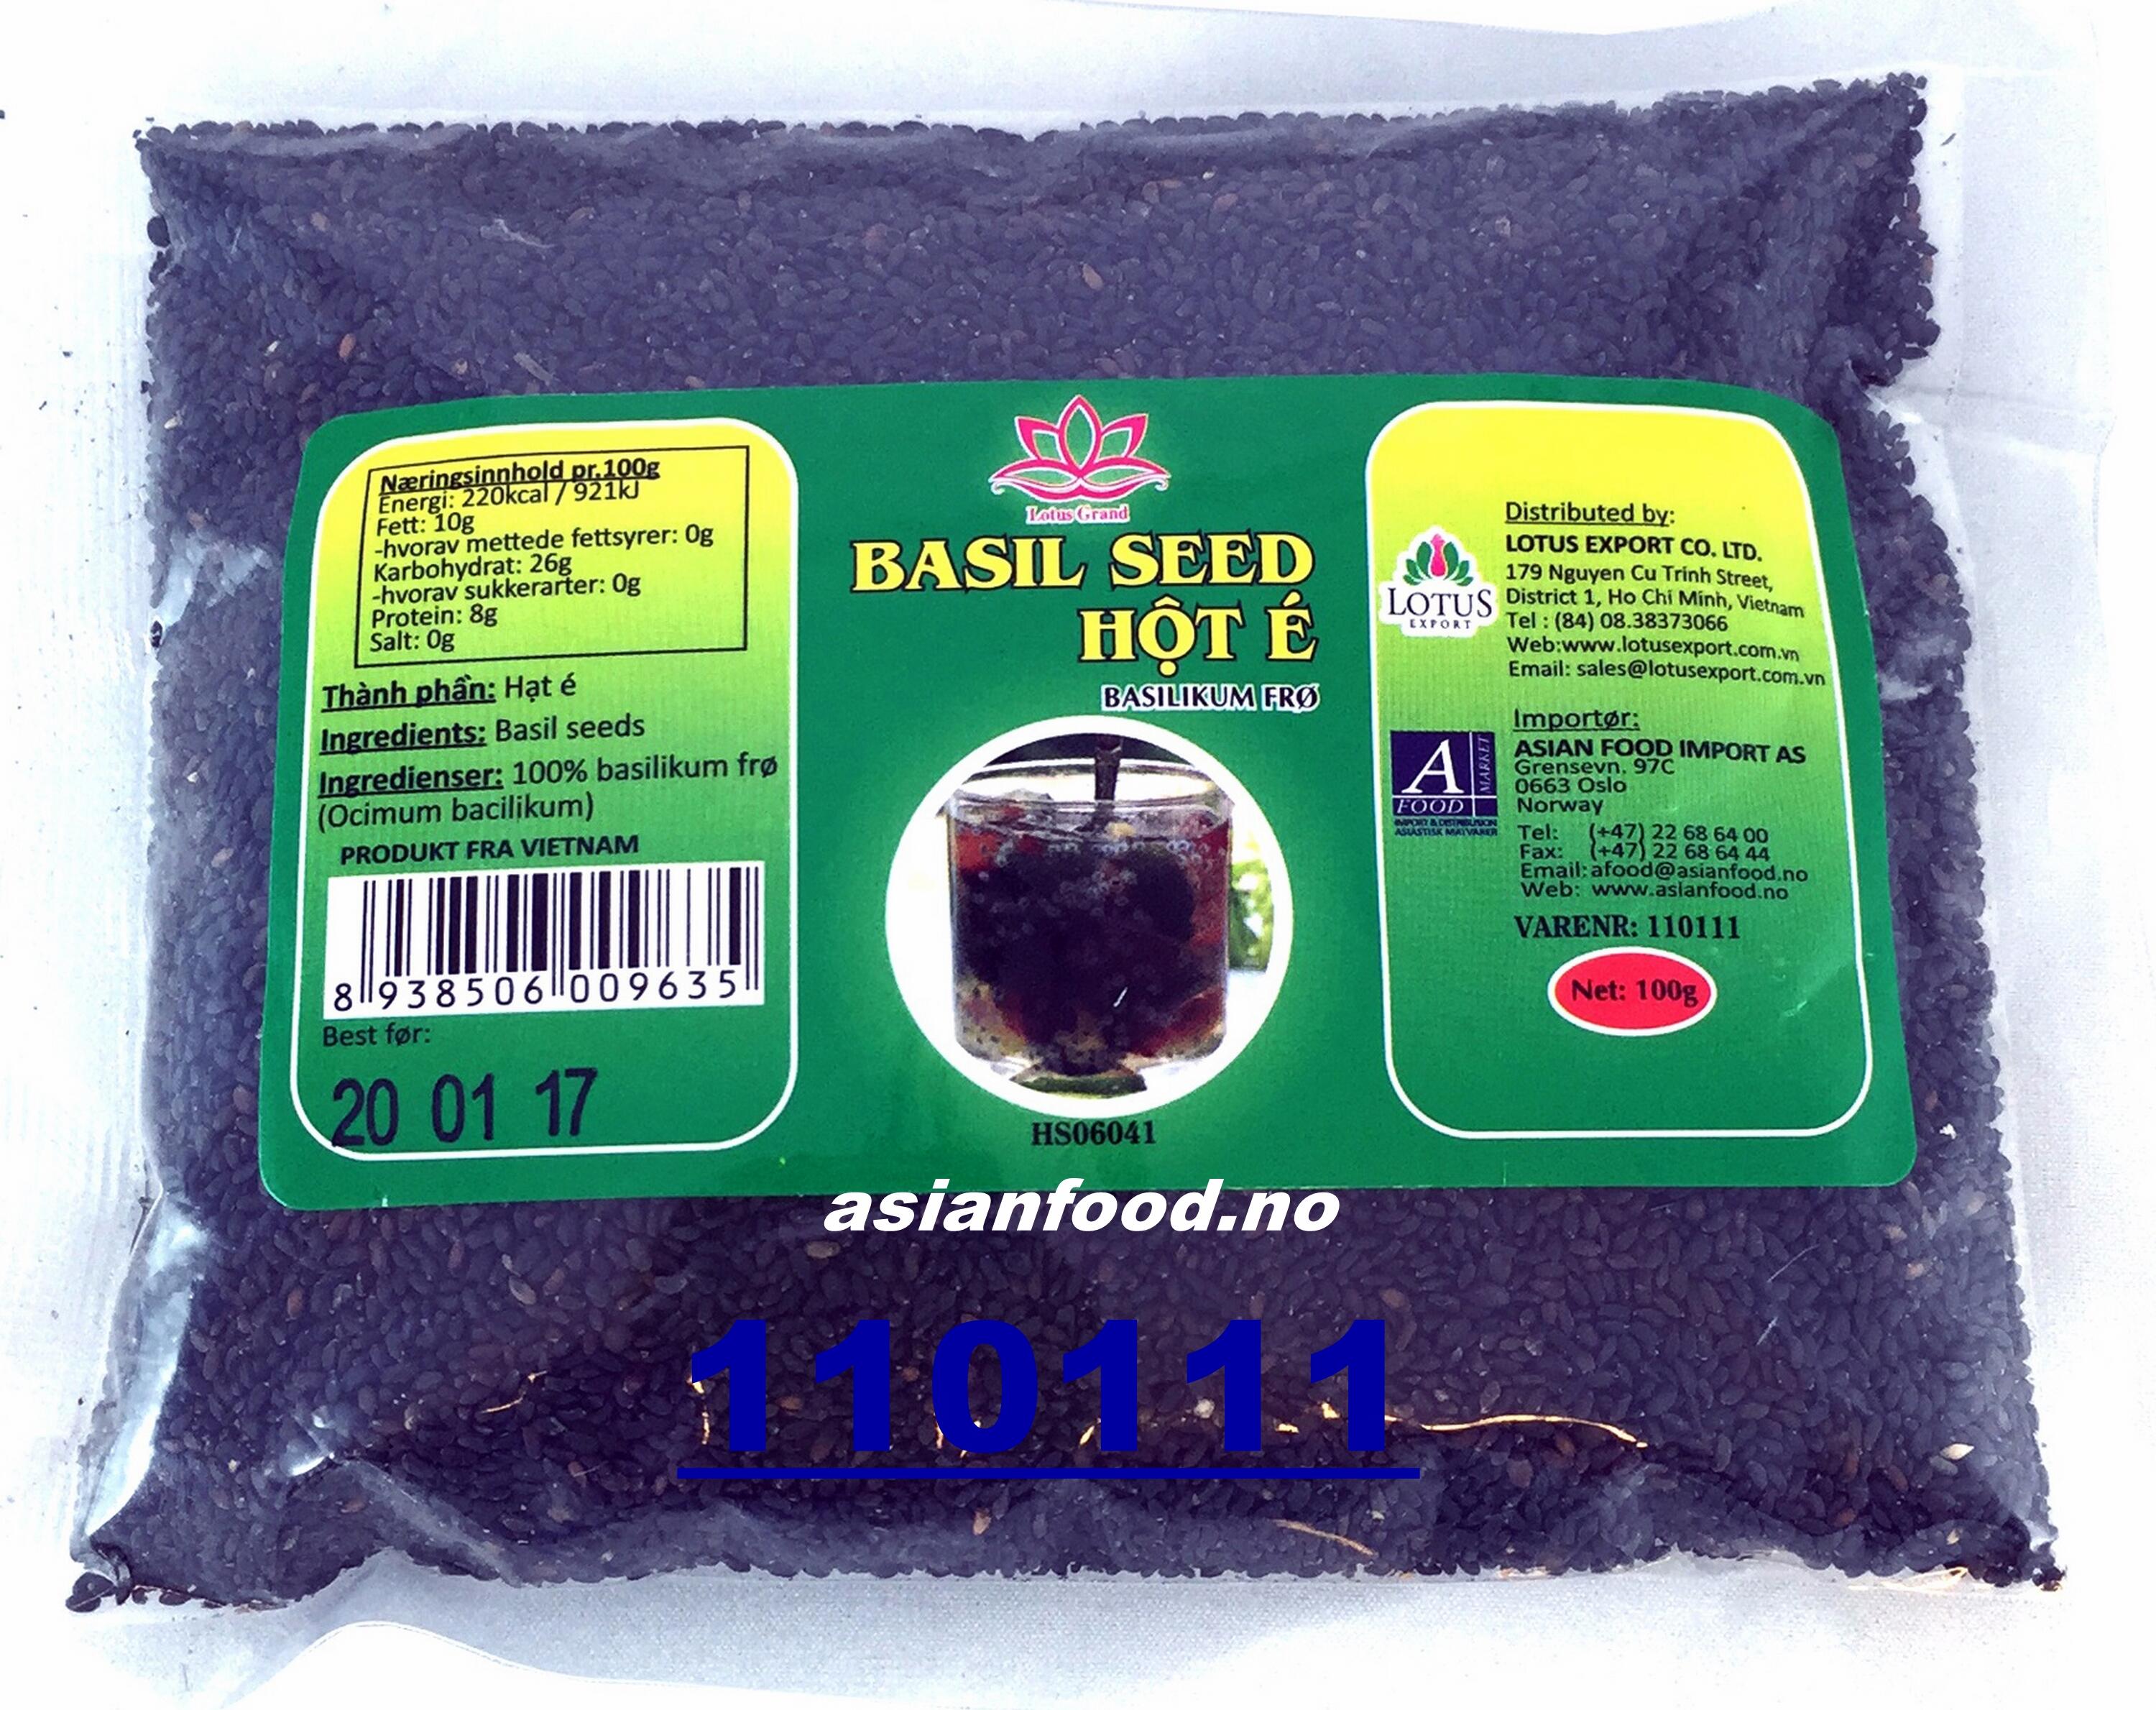 Næringsinnhold pr.100g
Energi: 220kcal / 921kJ
Fett: 10g
-hvorav mettede fettsyrer: 0g
Karbohydrat: 26g
-hvorav sukkerarter: 0g
Protein: 8g
Salt: 0g
Thành phần: Hạt é
Ingredients: Basil seeds
Ingredienser: 100% basilikum frø
(Ocimum bacilikum)
PRODUKT FRA VIETNAM
8 938506 009635
Best før:
20 01 17
Lotus Grand
BASIL SEED
HỘT É
BASILIKUM FRØ
HS06041
Distributed by:
LOTUS EXPORT CO. LTD.
179 Nguyen Cu Trinh Street,
District 1, Ho Chi Minh, Vietnam
Tel : (84) 08.38373066
Web:www.lotusexport.com.vn
Email: sales@lotusexport.com.vn
LOTUS
EXPORT
Importør:
ASIAN FOOD IMPORT AS
Grensevn. 97C
0663 Oslo
Norway
Tel: (+47) 22 68 64 00
Fax: (+47) 22 68 64 44
Email: afood@asianfood.no
Web: www.asianfood.no
A
FOOD
MARKET
IMPORT & DISTRIBUSJON
ASIASTISK MATVARER
VARENR: 110111
Net: 100g
asianfood.no
110111